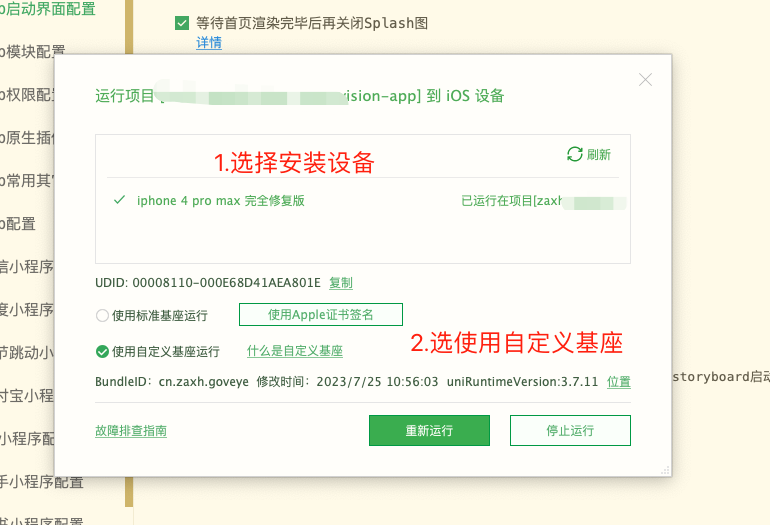 p启动界面配置
等待首页渲染完毕后再关闭Splash图
详情
p模块配置
p权限配
p原生插
p常用其
p配置
信小程序
度小程序
节跳动小
付宝小程
小程序配
手小程序配置
书小程序配置
运行项目 [ ision-app] 到 iOS 设备
1.选择安装设备
刷新
iphone 4 pro max 完全修复版
已运行在项目[zaxh
UDID: 00008110-000E68D41AEA801E 复制
使用标准基座运行 使用Apple证书签名
使用自定义基座运行 什么是自定义基座
2.选使用自定义基座
BundleID: cn.zaxh.goveye 修改时间: 2023/7/25 10:56:03 uniRuntimeVersion:3.7.11 位置
storyboard启动
故障排查指南 重新运行 停止运行